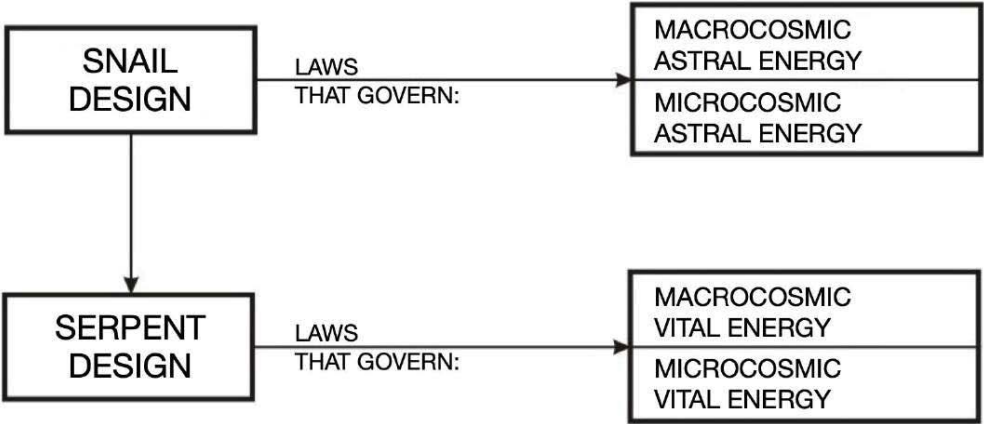 SNAIL
DESIGN
LAWS
THAT GOVERN:
MACROCOSMIC
ASTRAL ENERGY
MICROCOSMIC
ASTRAL ENERGY
SERPENT
DESIGN
LAWS
THAT GOVERN:
MACROCOSMIC
VITAL ENERGY
MICROCOSMIC
VITAL ENERGY